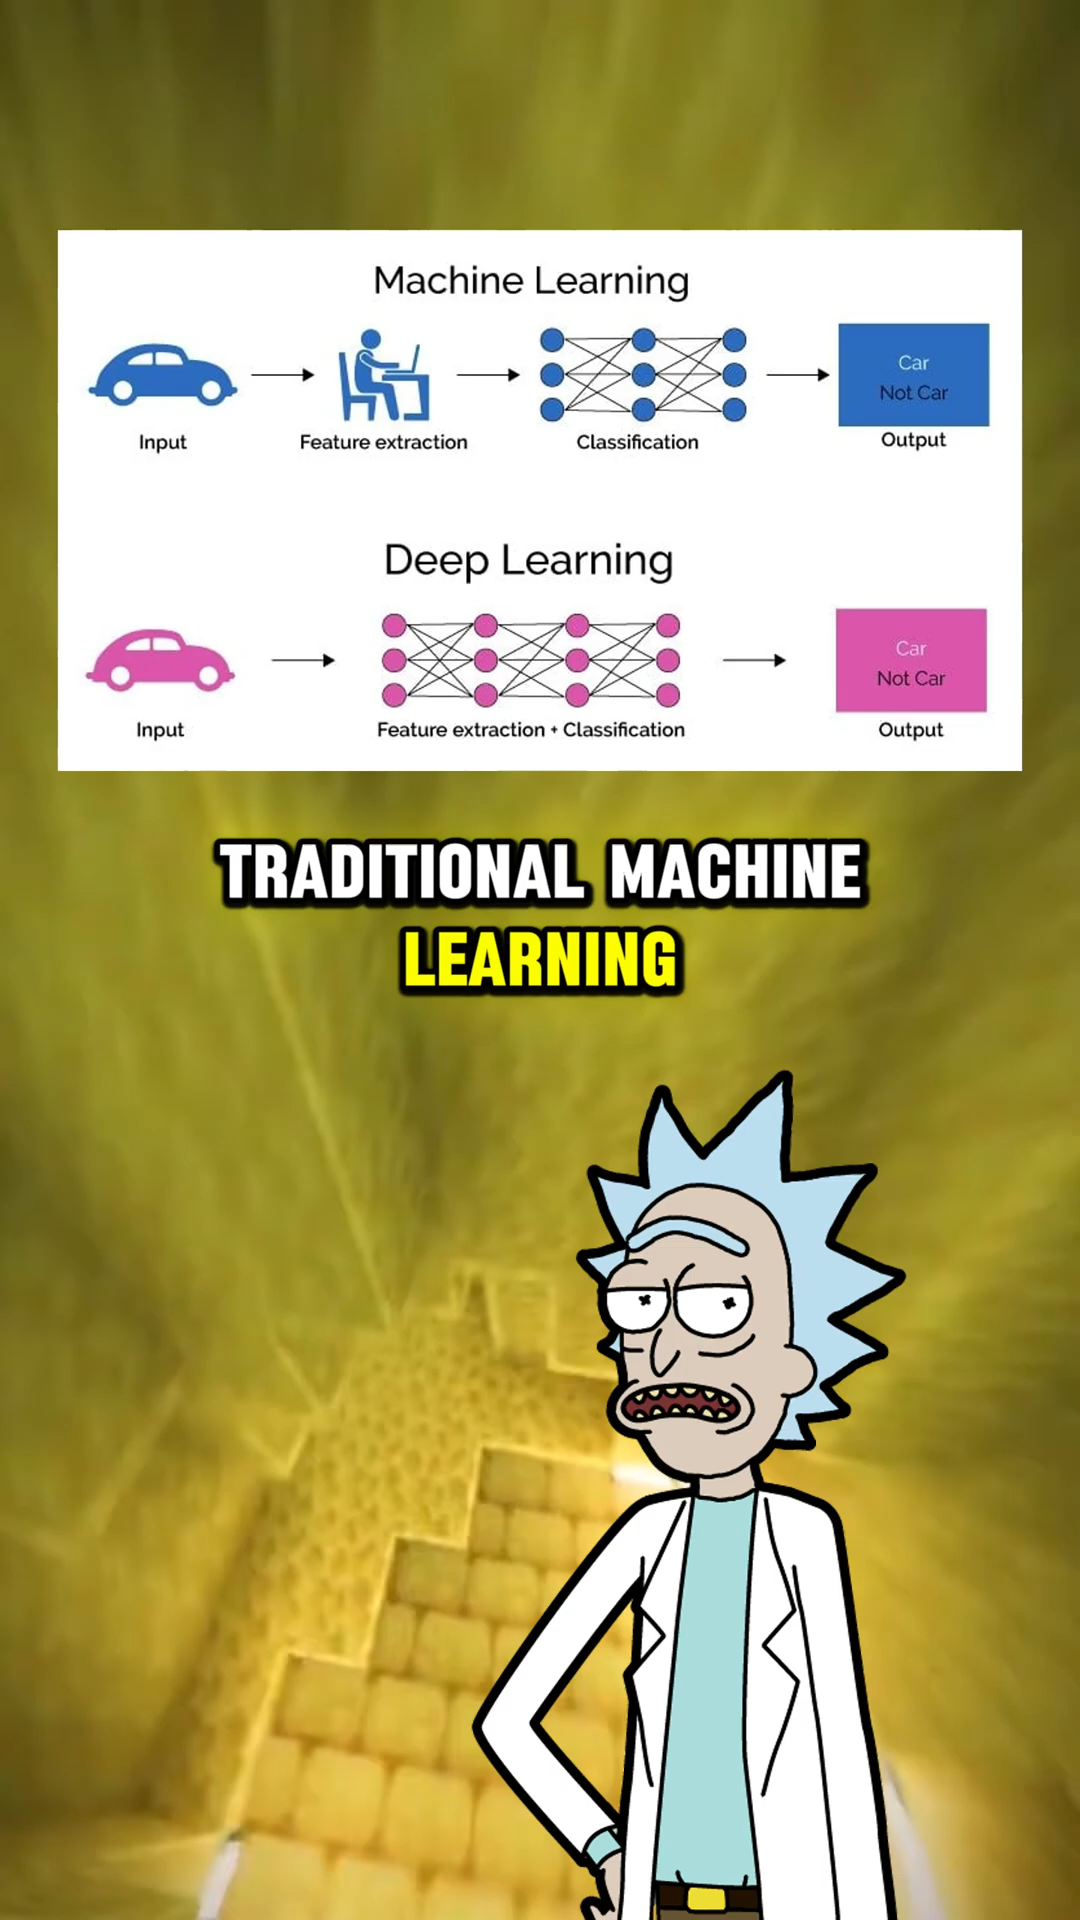 Machine Learning
Input
Feature extraction
Classification
Car
Not Car
Output
Deep Learning
Input
Feature extraction + Classification
Car
Not Car
Output
TRADITIONAL MACHINE
LEARNING